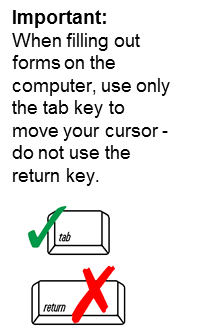 Important:
When filling out
forms on the
computer, use only
the tab key to
move your cursor -
do not use the
return key.
tab
return